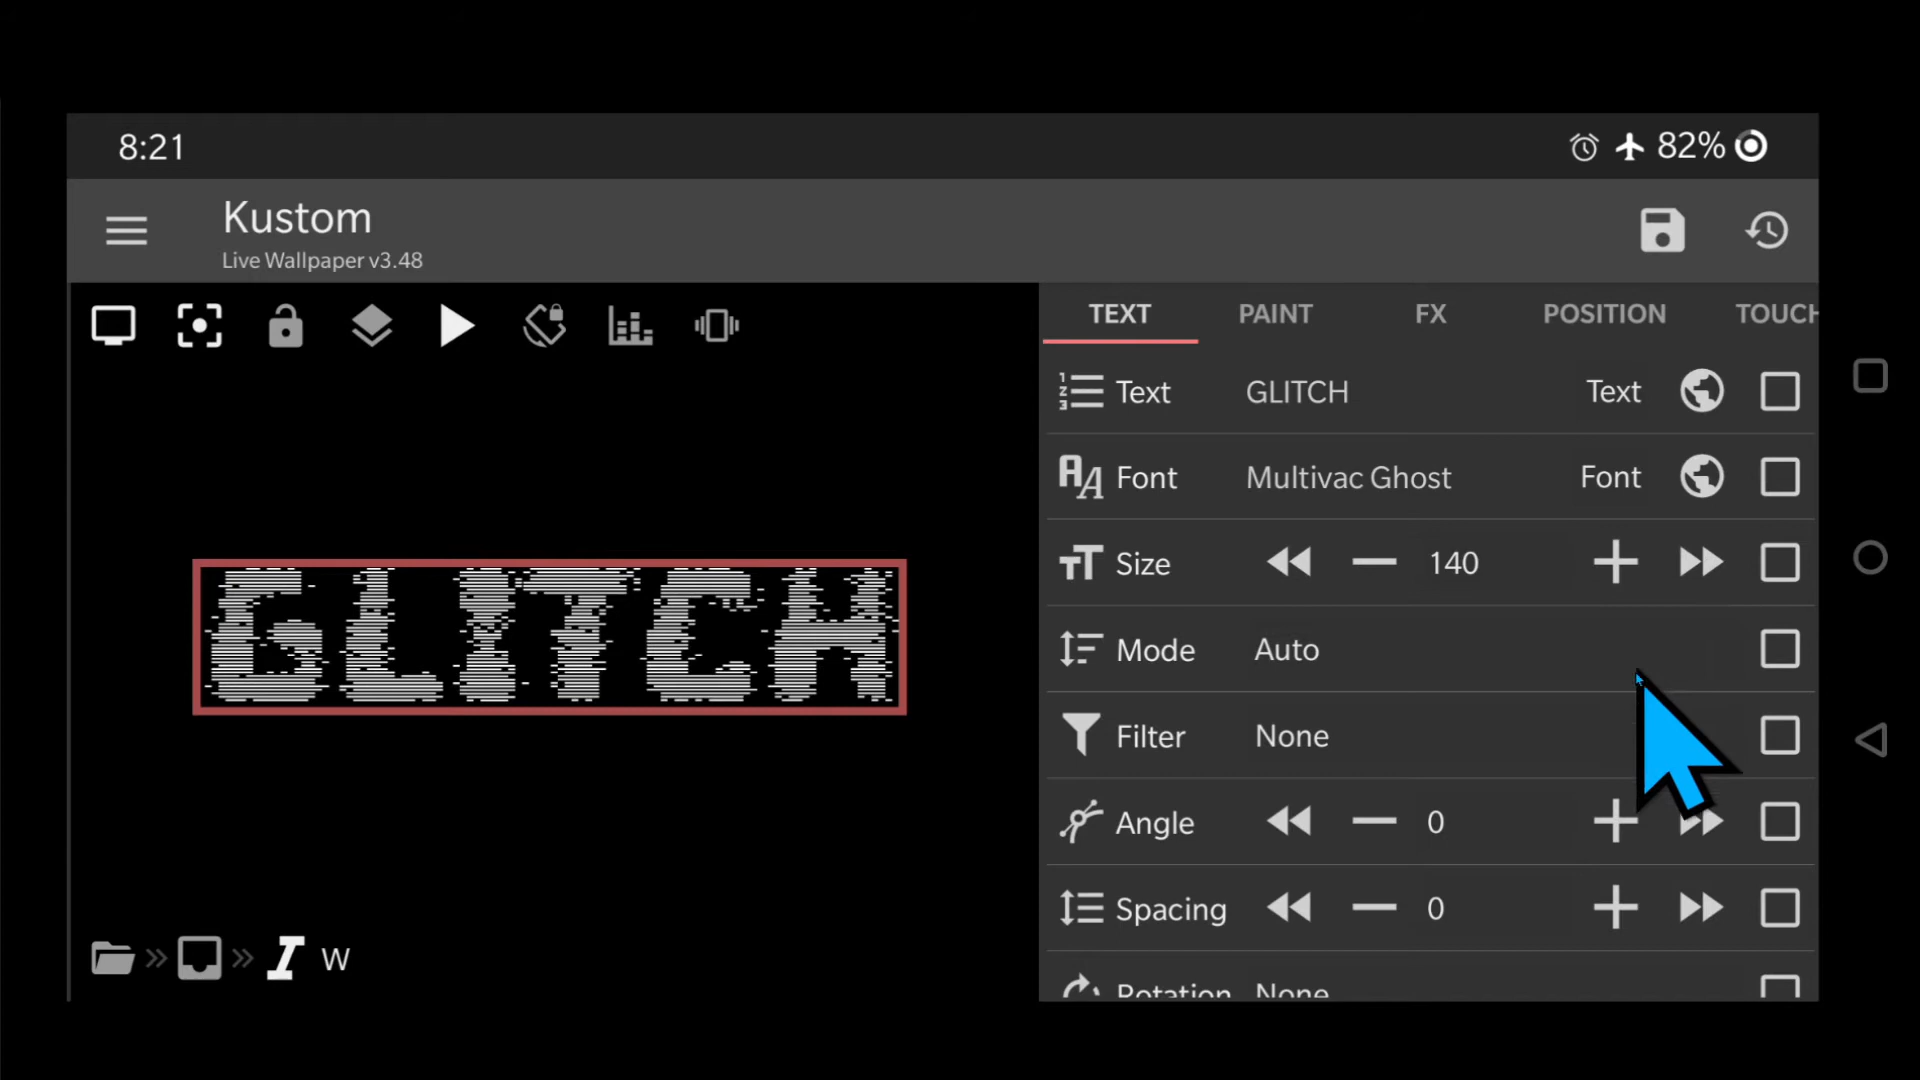 8:21
82%
Kustom
Live Wallpaper v3.48
TEXT PAINT FX POSITION TOUCH
Text GLITCH Text
Font Multivac Ghost Font
Size 140
Mode Auto
Filter None
Angle 0
Spacing 0
Rotation None
GLITCH
W